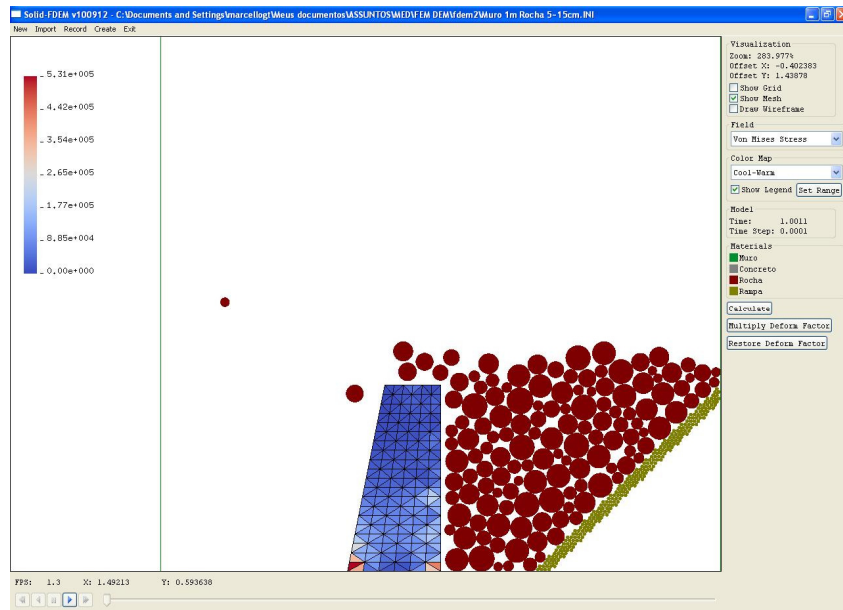 Solid-FDEM v100912 - C:\Documents and Settings\marcellogt\Meus documentos\ASSUNTOS\MED\FEM DEM\fdem2\Muro 1m Rocha 5-15cm.INI
New Import Record Create Exit
5,31e+005
4,42e+005
3,54e+005
2,65e+005
1,77e+005
8,85e+004
0,00e+000
Visualization
Zoom: 283.977%
Offset X: -0.402383
Offset Y: 1.43878
Show Grid
Show Mesh
Draw Wireframe
Field
Von Mises Stress
Color Map
Cool-Warm
Show Legend Set Range
Model
Time: 1.0011
Time Step: 0.0001
Materials
Muro
Concreto
Rocha
Rampa
Calculate
Multiply Deform Factor
Restore Deform Factor
FPS: 1.3 X: 1.49213 Y: 0.593638